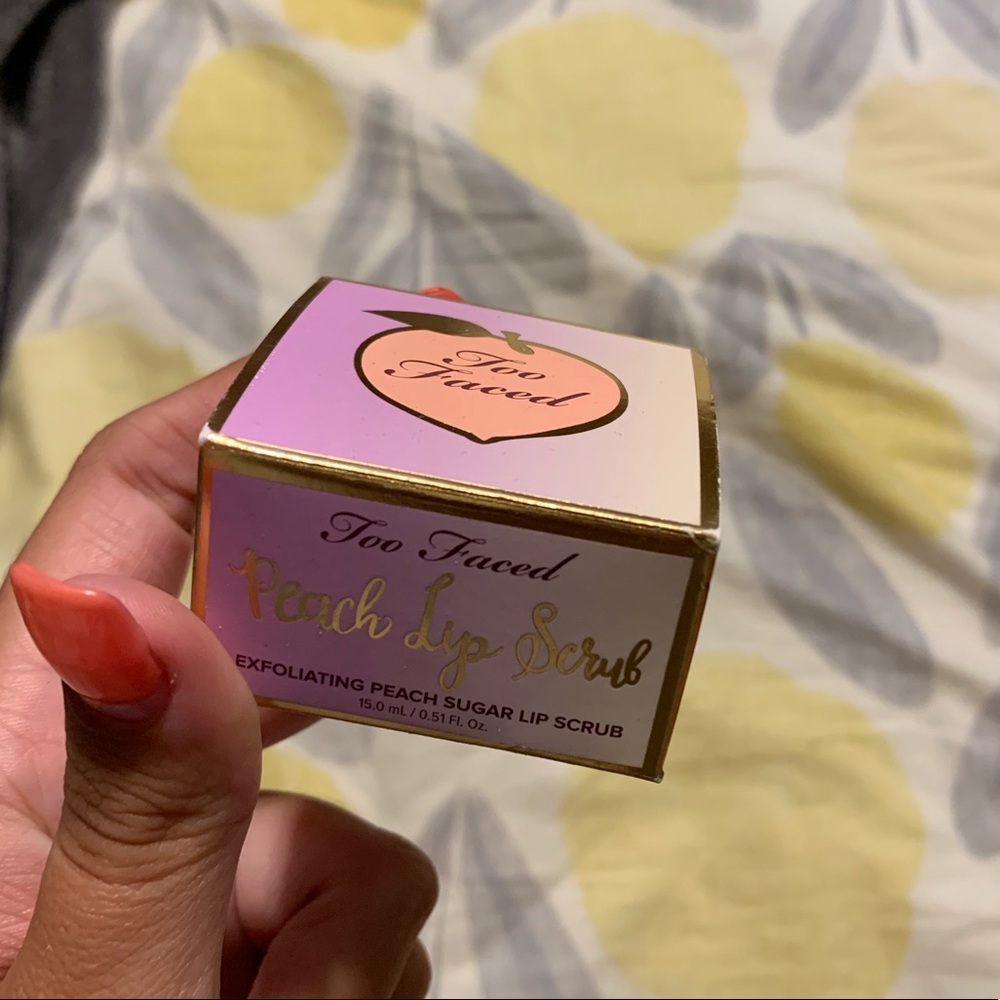 Too
Faced
Too Faced
Peach Lip Scrub
EXFOLIATING PEACH SUGAR LIP SCRUB
15.0 mL / 0.51 Fl. Oz.